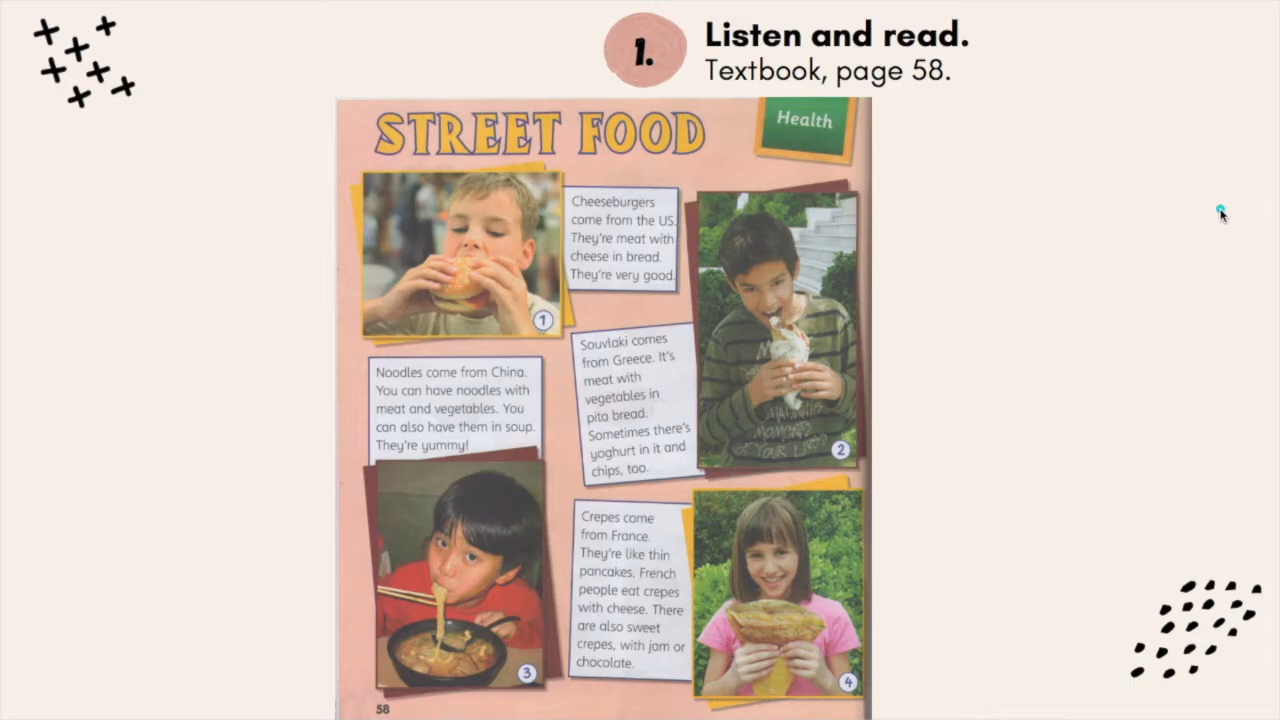 1.
Listen and read.
Textbook, page 58.
STREET FOOD
Health
Cheeseburgers
come from the US.
They're meat with
cheese in bread.
They're very good.
1
Souvlaki comes
from Greece. It's
meat with
vegetables in
pita bread.
Sometimes there's
yoghurt in it and
chips, too.
2
Noodles come from China.
You can have noodles with
meat and vegetables. You
can also have them in soup.
They're yummy!
3
Crepes come
from France.
They're like thin
pancakes. French
people eat crepes
with cheese. There
are also sweet
crepes, with jam or
chocolate.
4
58
MOMENTS
OF YOUR